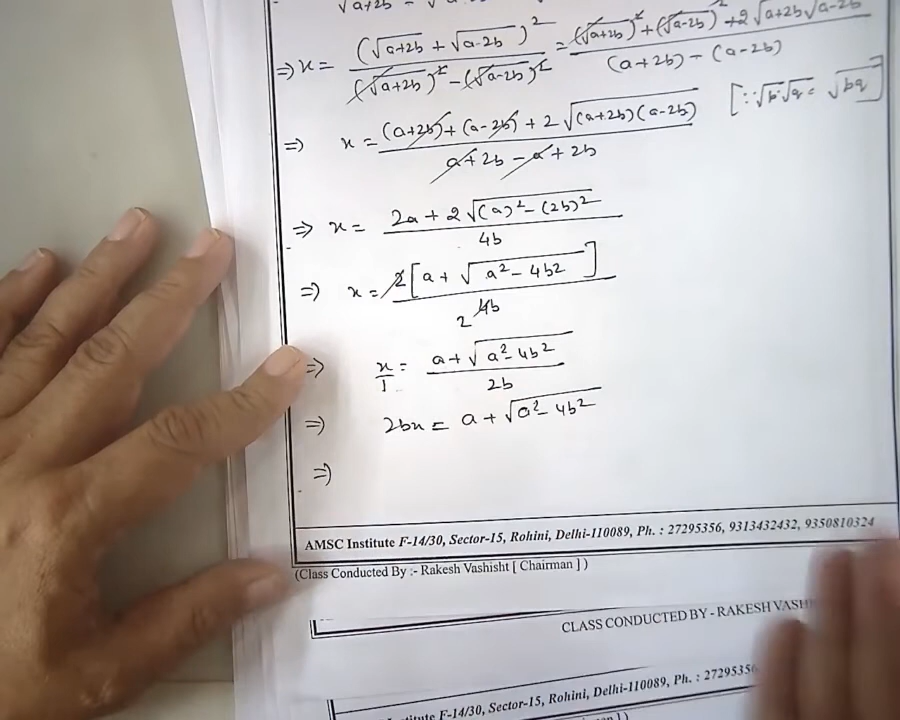 √a+2b - √a
⇒ x = (√a+2b + √a-2b)² / (√a+2b)² - (√a-2b)² = (√a+2b)² + (√a-2b)² + 2√a+2b √a-2b / (a+2b) - (a-2b)
⇒ x = (a+2b) + (a-2b) + 2√(a+2b)(a-2b) / a+2b - a+2b [∵ √p·√q = √pq]
⇒ x = 2a + 2√(a)² - (2b)² / 4b
⇒ x = 2[a + √a² - 4b2] / 4b 2
⇒ x/1 = a + √a² - 4b² / 2b
⇒ 2bx = a + √a² - 4b²
⇒
AMSC Institute F-14/30, Sector-15, Rohini, Delhi-110089, Ph. : 27295356, 9313432432, 9350810324
(Class Conducted By :- Rakesh Vashisht [ Chairman ] )
CLASS CONDUCTED BY - RAKESH VASH
titute F-14/30, Sector-15, Rohini, Delhi-110089, Ph. : 2729535